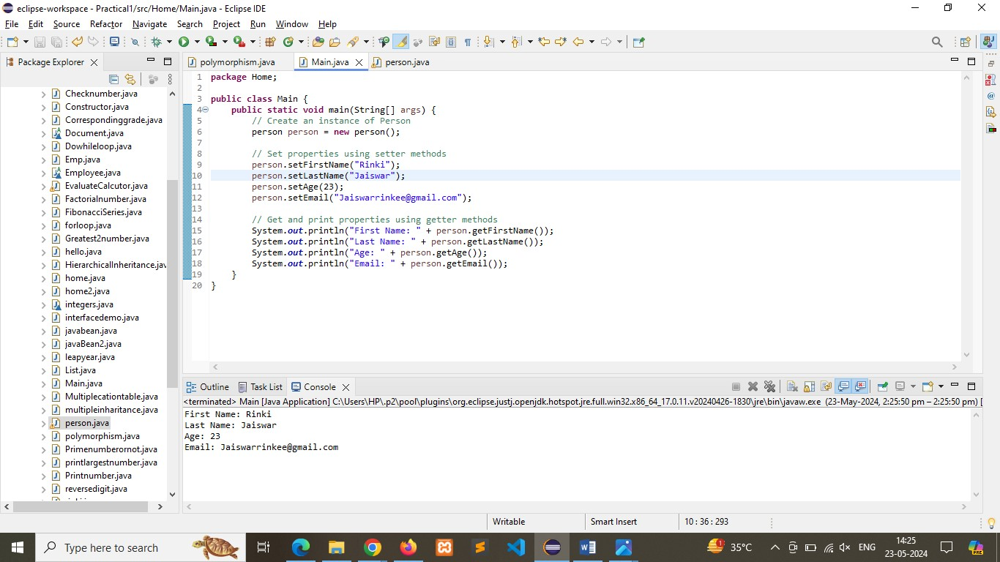 eclipse-workspace - Practical1/src/Home/Main.java - Eclipse IDE
File Edit Source Refactor Navigate Search Project Run Window Help
Package Explorer
Checknumber.java
Constructor.java
Correspondinggrade.java
Document.java
Dowhileloop.java
Emp.java
Employee.java
EvaluateCalcutor.java
Factorialnumber.java
FibonacciSeries.java
forloop.java
Greatest2number.java
hello.java
HierarchicalInheritance.jav
home.java
home2.java
integers.java
interfacedemo.java
javabean.java
javaBean2.java
leapyear.java
List.java
Main.java
Multiplecationtable.java
multipleinharitance.java
person.java
polymorphism.java
Primenumberornot.java
printlargestnumber.java
Printnumber.java
reversedigit.java
polymorphism.java Main.java person.java
1 package Home;
2
3 public class Main {
4 public static void main(String[] args) {
5 // Create an instance of Person
6 person person = new person();
7
8 // Set properties using setter methods
9 person.setFirstName("Rinki");
10 person.setLastName("Jaiswar");
11 person.setAge(23);
12 person.setEmail("Jaiswarrinkee@gmail.com");
13
14 // Get and print properties using getter methods
15 System.out.println("First Name: " + person.getFirstName());
16 System.out.println("Last Name: " + person.getLastName());
17 System.out.println("Age: " + person.getAge());
18 System.out.println("Email: " + person.getEmail());
19 }
20 }
Outline Task List Console
<terminated> Main [Java Application] C:\Users\HP\.p2\pool\plugins\org.eclipse.justj.openjdk.hotspot.jre.full.win32.x86_64_17.0.11.v20240426-1830\jre\bin\javaw.exe (23-May-2024, 2:25:50 pm – 2:25:50 pm) [
First Name: Rinki
Last Name: Jaiswar
Age: 23
Email: Jaiswarrinkee@gmail.com
Writable Smart Insert 10 : 36 : 293
Type here to search
35°C
ENG
14:25
23-05-2024
PRE